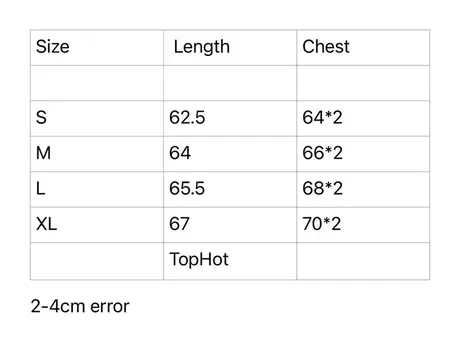 Size Length Chest
S 62.5 64*2
M 64 66*2
L 65.5 68*2
XL 67 70*2
TopHot
2-4cm error